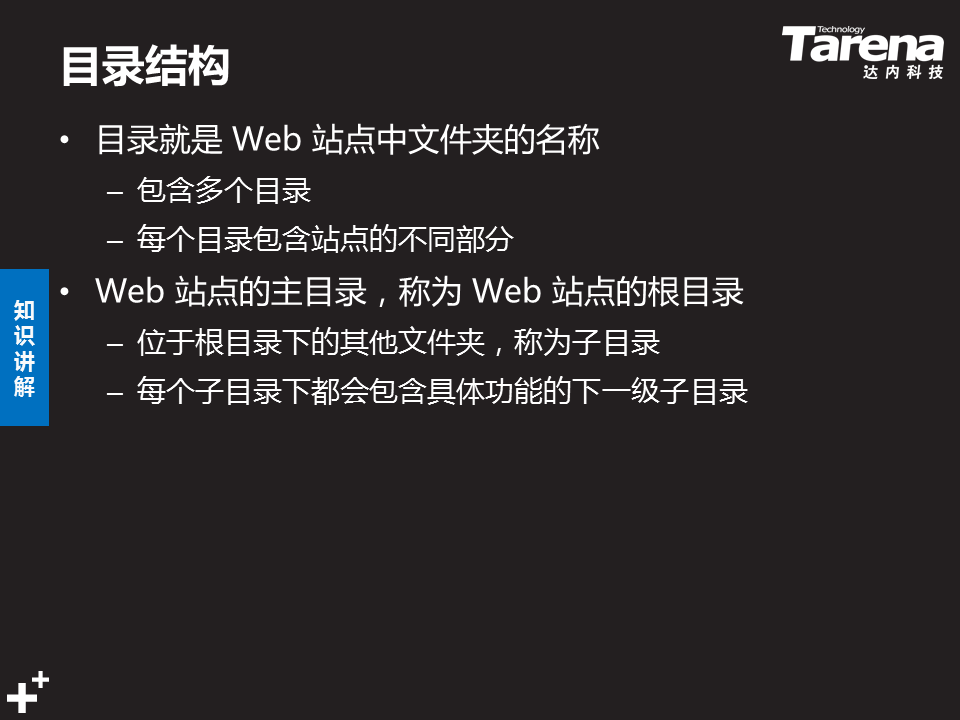 目录结构
Technology
Tarena
达内科技
• 目录就是 Web 站点中文件夹的名称
– 包含多个目录
– 每个目录包含站点的不同部分
• Web 站点的主目录，称为 Web 站点的根目录
– 位于根目录下的其他文件夹，称为子目录
– 每个子目录下都会包含具体功能的下一级子目录
知识讲解